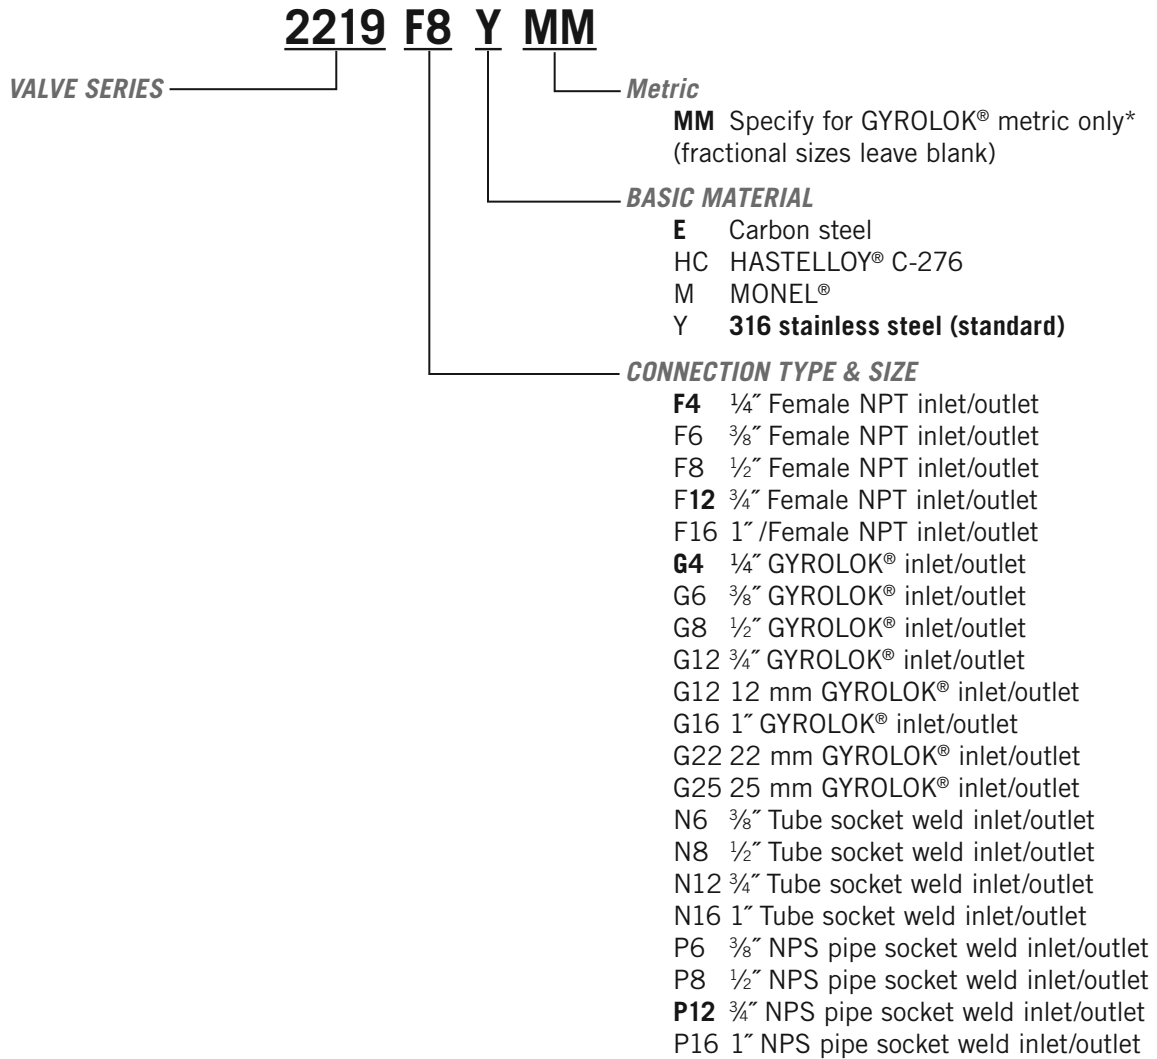 2219 F8 Y MM
VALVE SERIES
Metric
MM Specify for GYROLOK® metric only*
(fractional sizes leave blank)
BASIC MATERIAL
E Carbon steel
HC HASTELLOY® C-276
M MONEL®
Y 316 stainless steel (standard)
CONNECTION TYPE & SIZE
F4 ¼˝ Female NPT inlet/outlet
F6 ⅜˝ Female NPT inlet/outlet
F8 ½˝ Female NPT inlet/outlet
F12 ¾˝ Female NPT inlet/outlet
F16 1˝ /Female NPT inlet/outlet
G4 ¼˝ GYROLOK® inlet/outlet
G6 ⅜˝ GYROLOK® inlet/outlet
G8 ½˝ GYROLOK® inlet/outlet
G12 ¾˝ GYROLOK® inlet/outlet
G12 12 mm GYROLOK® inlet/outlet
G16 1˝ GYROLOK® inlet/outlet
G22 22 mm GYROLOK® inlet/outlet
G25 25 mm GYROLOK® inlet/outlet
N6 ⅜˝ Tube socket weld inlet/outlet
N8 ½˝ Tube socket weld inlet/outlet
N12 ¾˝ Tube socket weld inlet/outlet
N16 1˝ Tube socket weld inlet/outlet
P6 ⅜˝ NPS pipe socket weld inlet/outlet
P8 ½˝ NPS pipe socket weld inlet/outlet
P12 ¾˝ NPS pipe socket weld inlet/outlet
P16 1˝ NPS pipe socket weld inlet/outlet